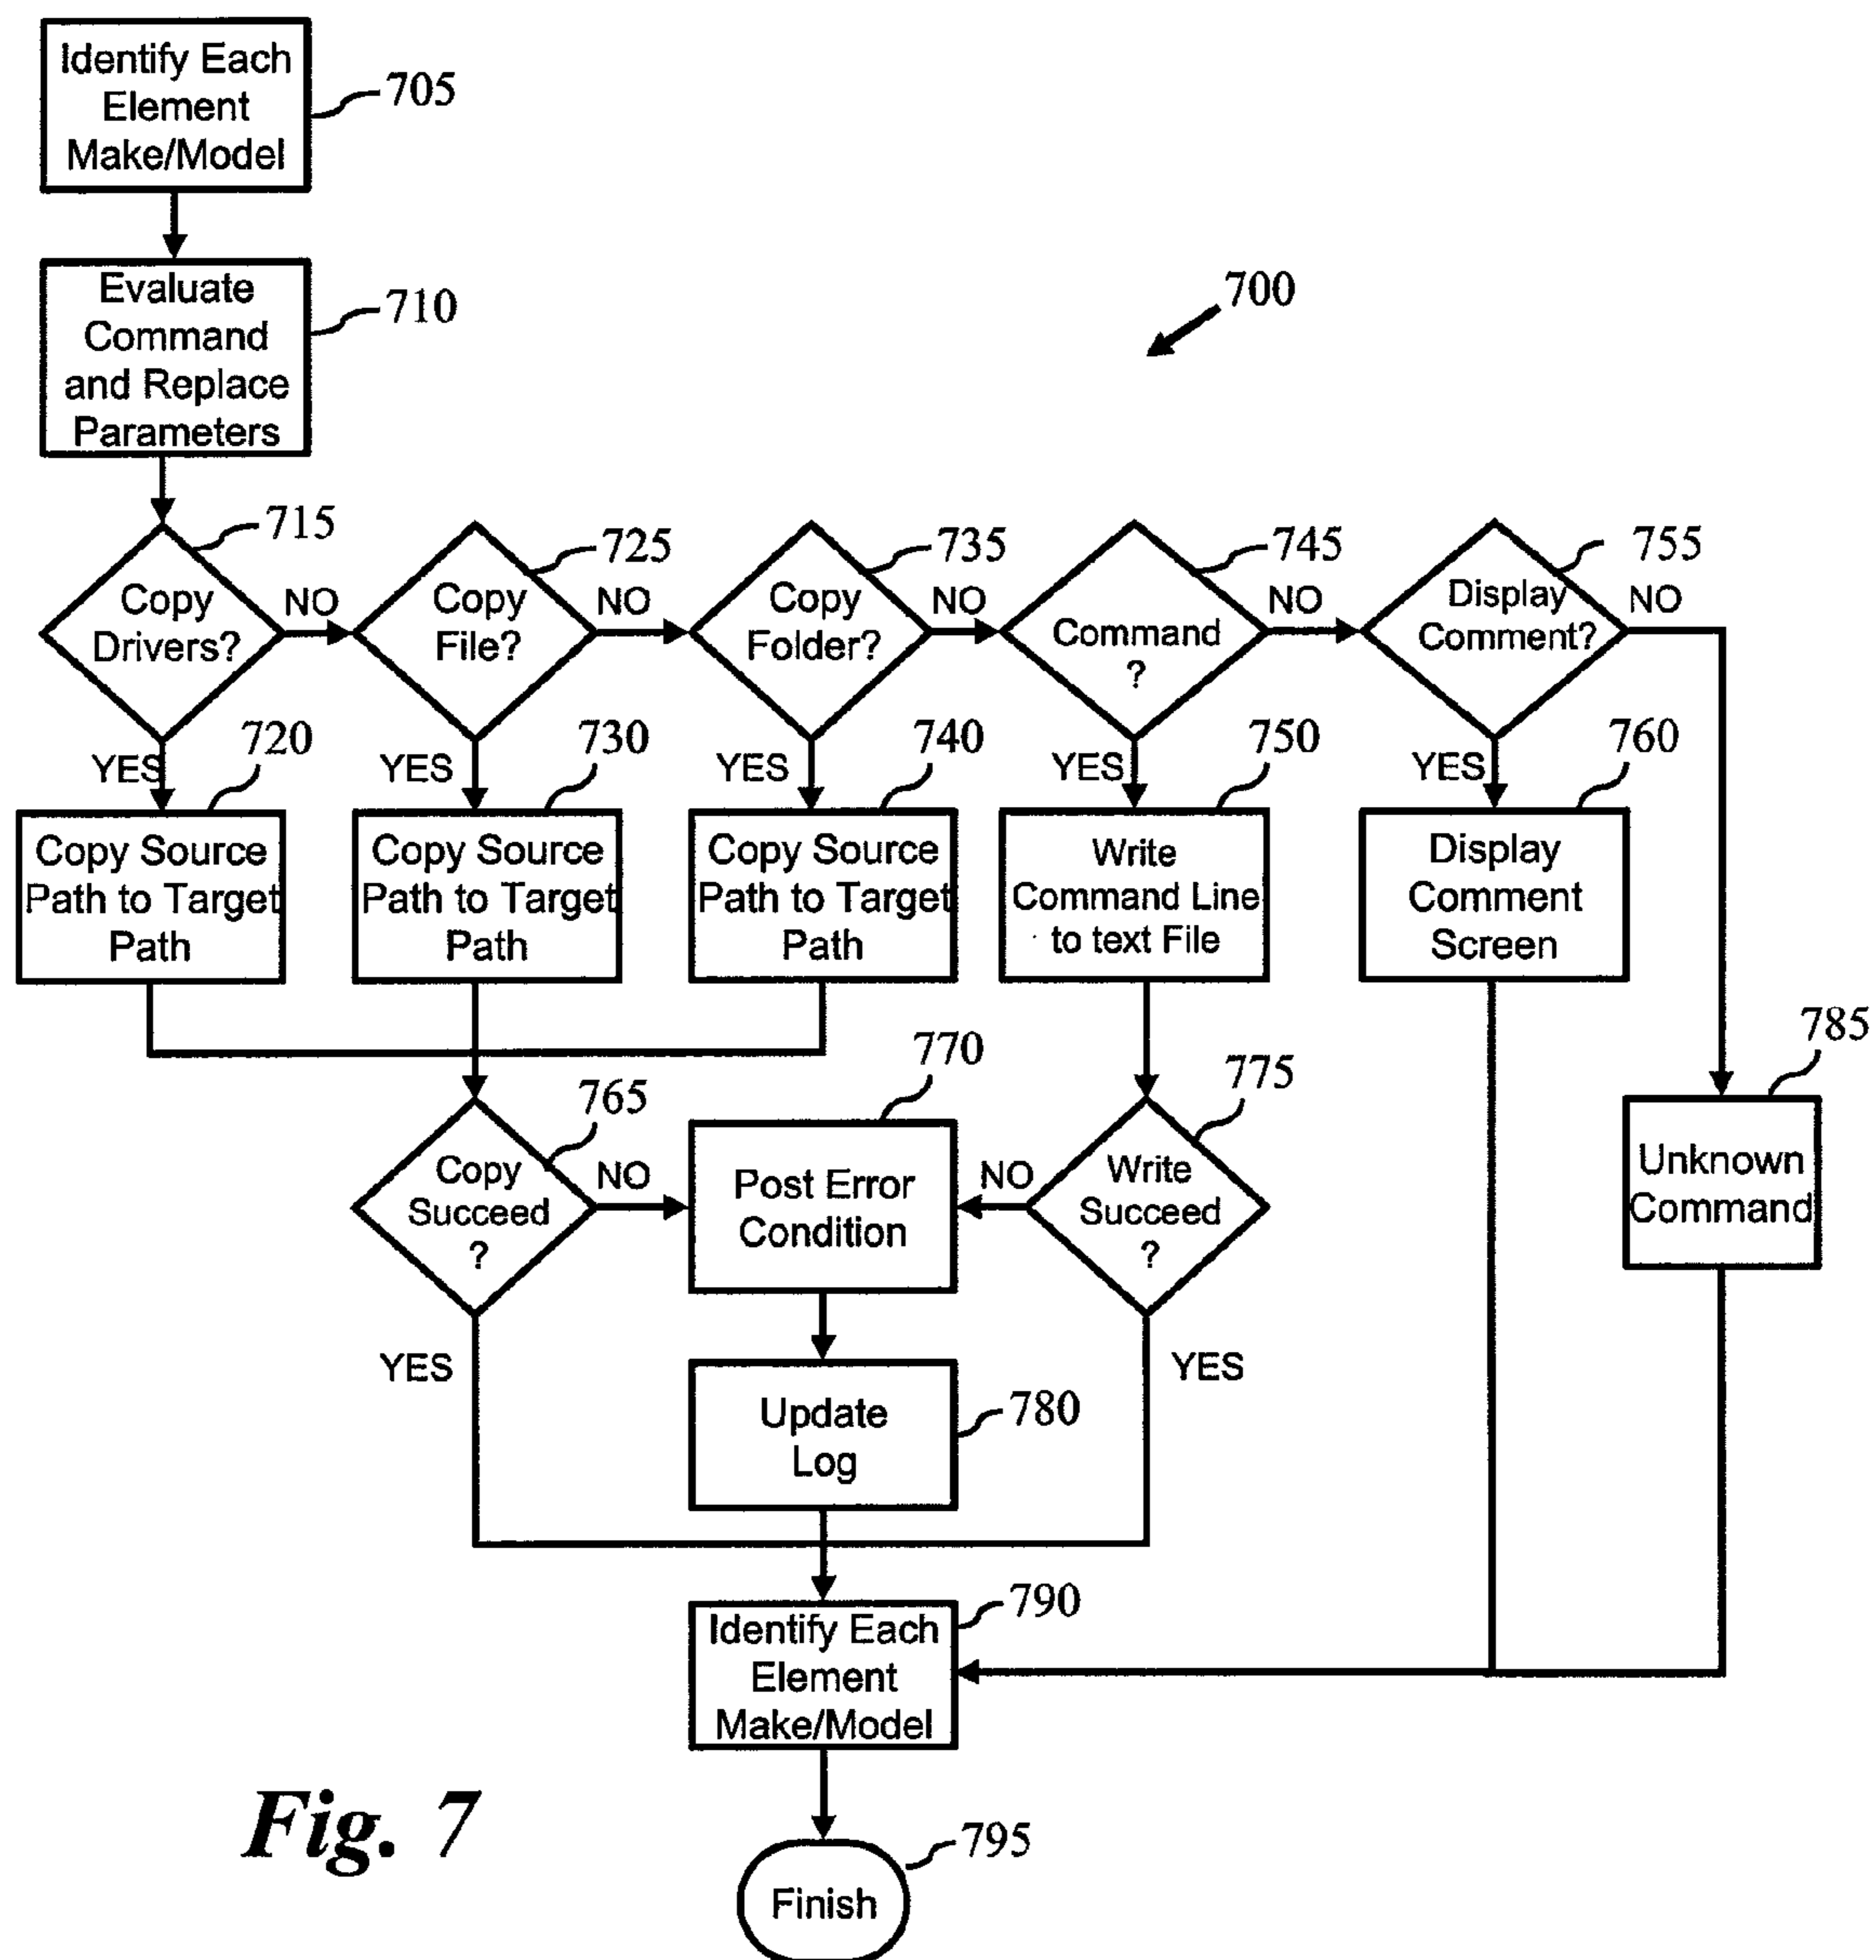 Identify Each
Element
Make/Model
705
Evaluate
Command
and Replace
Parameters
710
700
Copy
Drivers?
715
NO
YES
Copy
File?
725
NO
YES
Copy
Folder?
735
NO
YES
Command
?
745
NO
YES
Display
Comment?
755
NO
YES
720
Copy Source
Path to Target
Path
730
Copy Source
Path to Target
Path
740
Copy Source
Path to Target
Path
750
Write
Command Line
to text File
760
Display
Comment
Screen
765
Copy
Succeed
?
NO
YES
770
Post Error
Condition
775
Write
Succeed
?
NO
YES
785
Unknown
Command
Update
Log
780
Identify Each
Element
Make/Model
790
Finish
795
Fig. 7